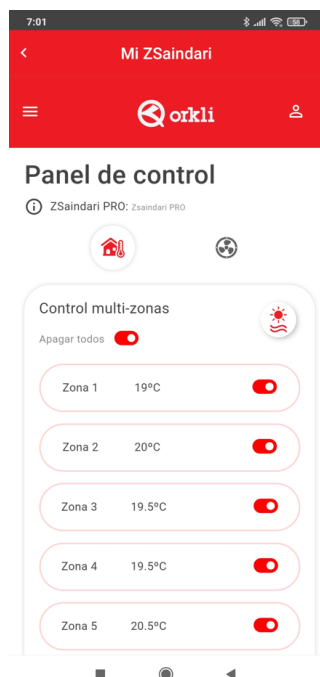 7:01
58
Mi ZSaindari
orkli
Panel de control
ZSaindari PRO: Zsaindari PRO
Control multi-zonas
Apagar todos
Zona 1 19ºC
Zona 2 20ºC
Zona 3 19.5ºC
Zona 4 19.5ºC
Zona 5 20.5ºC